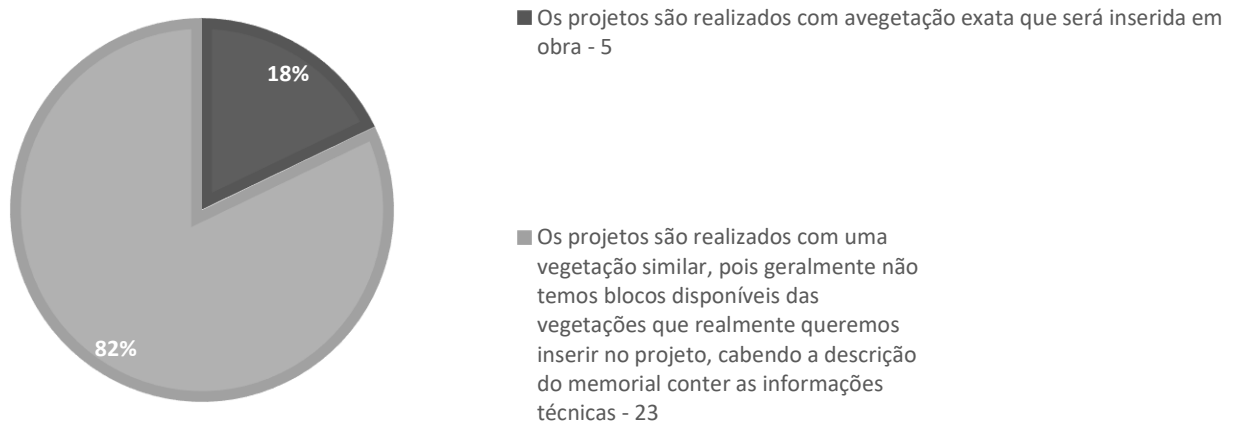 18%
82%
Os projetos são realizados com avegetação exata que será inserida em
obra - 5
Os projetos são realizados com uma
vegetação similar, pois geralmente não
temos blocos disponíveis das
vegetações que realmente queremos
inserir no projeto, cabendo a descrição
do memorial conter as informações
técnicas - 23